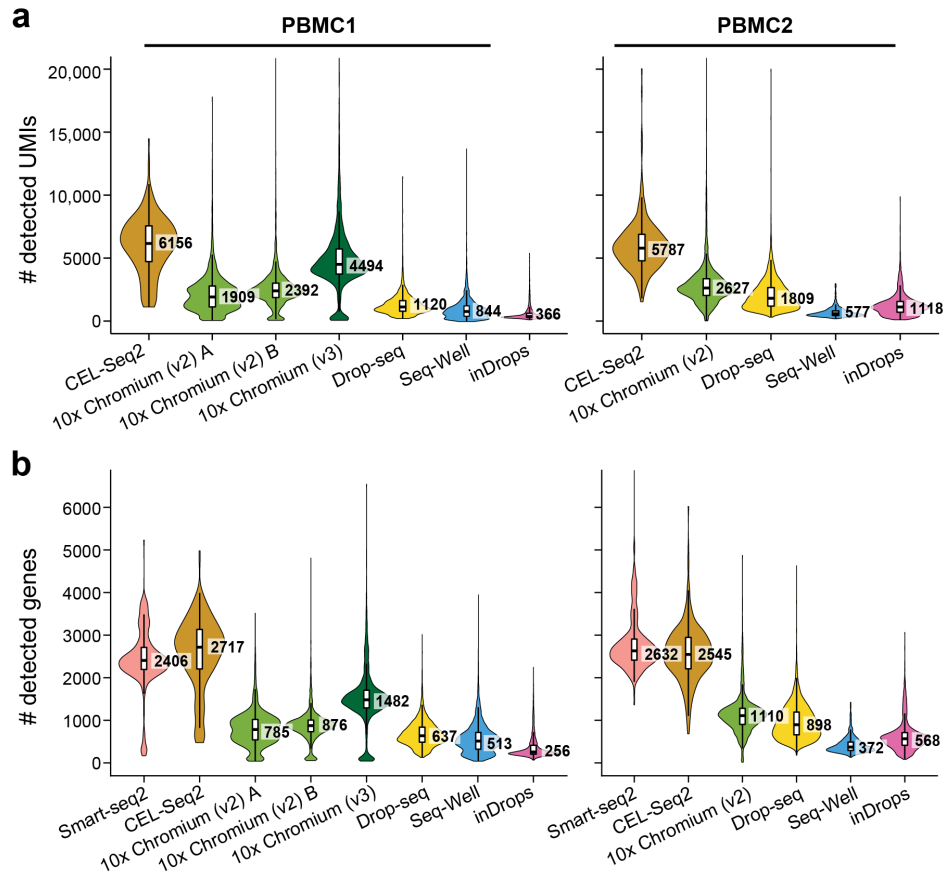 a
PBMC1
PBMC2
# detected UMIs
20,000
15,000
10,000
5000
0
6156
1909
2392
4494
1120
844
366
5787
2627
1809
577
1118
CEL-Seq2
10x Chromium (v2) A
10x Chromium (v2) B
10x Chromium (v3)
Drop-seq
Seq-Well
inDrops
CEL-Seq2
10x Chromium (v2)
Drop-seq
Seq-Well
inDrops
b
# detected genes
6000
5000
4000
3000
2000
1000
0
2406
2717
785
876
1482
637
513
256
2632
2545
1110
898
372
568
Smart-seq2
CEL-Seq2
10x Chromium (v2) A
10x Chromium (v2) B
10x Chromium (v3)
Drop-seq
Seq-Well
inDrops
Smart-seq2
CEL-Seq2
10x Chromium (v2)
Drop-seq
Seq-Well
inDrops